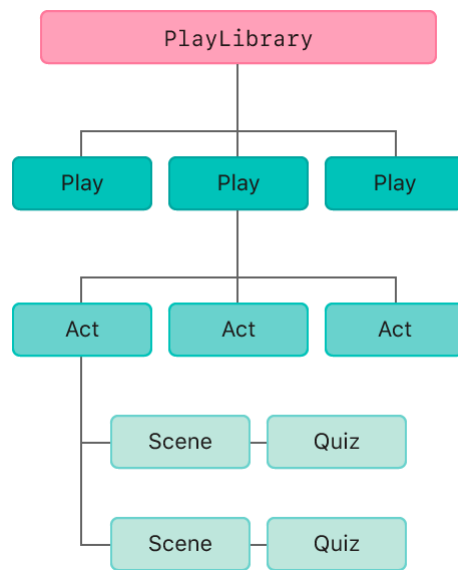 PlayLibrary
Play Play Play
Act Act Act
Scene Quiz
Scene Quiz